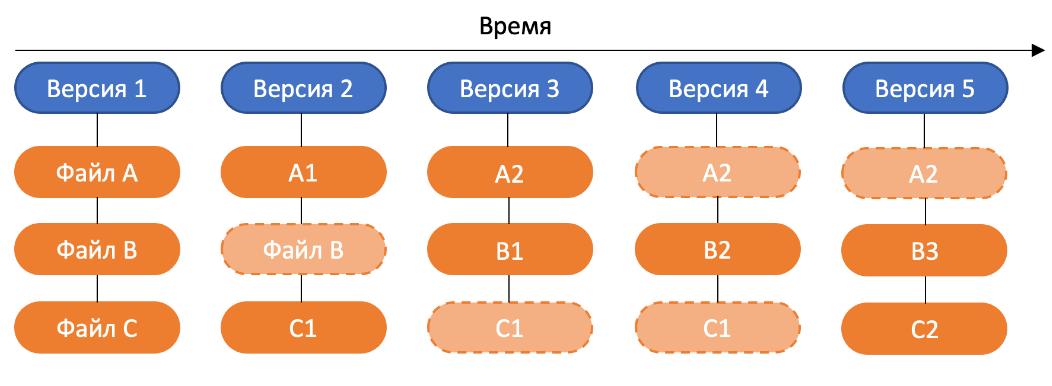 Время
Версия 1 Версия 2 Версия 3 Версия 4 Версия 5
Файл A A1 A2 A2 A2
Файл B Файл B B1 B2 B3
Файл C C1 C1 C1 C2